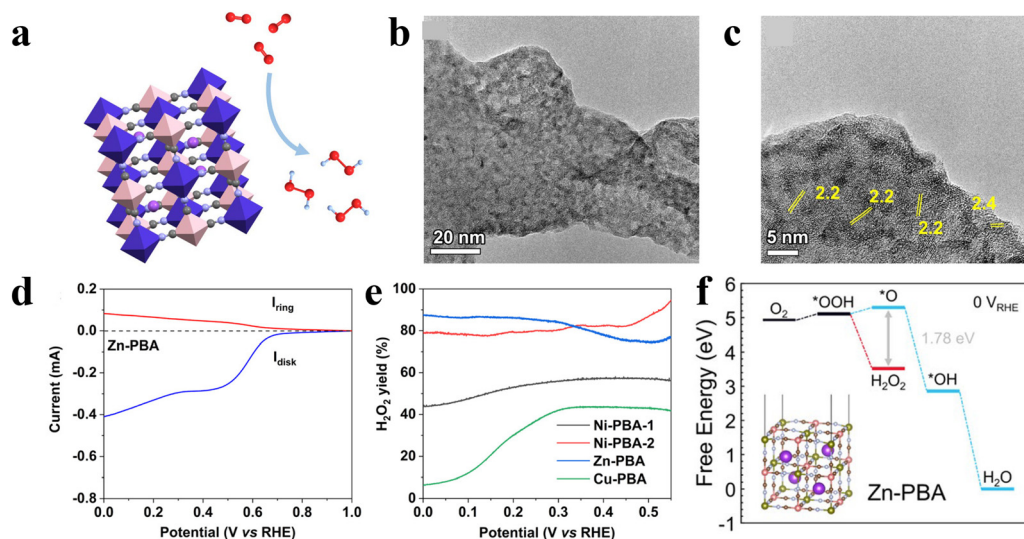 a
b
20 nm
c
2.2
2.2
2.2
2.4
5 nm
d
0.2
0.0
-0.2
-0.4
-0.6
-0.8
Current (mA)
I ring
Zn-PBA
I disk
0.0 0.2 0.4 0.6 0.8 1.0
Potential (V vs RHE)
e
100
80
60
40
20
0
H2O2 yield (%)
Ni-PBA-1
Ni-PBA-2
Zn-PBA
Cu-PBA
0.0 0.1 0.2 0.3 0.4 0.5
Potential (V vs RHE)
f
6
5
4
3
2
1
0
-1
Free Energy (eV)
O2
*OOH
*O
0 VRHE
1.78 eV
H2O2
*OH
H2O
Zn-PBA